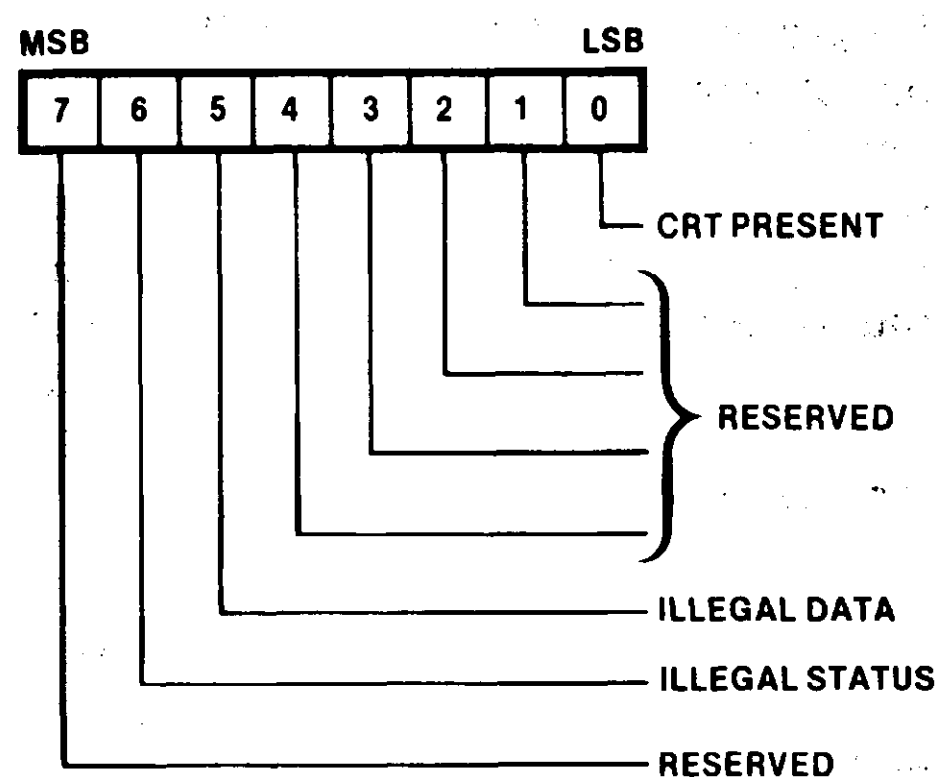 MSB LSB
7 6 5 4 3 2 1 0
CRT PRESENT
RESERVED
ILLEGAL DATA
ILLEGAL STATUS
RESERVED